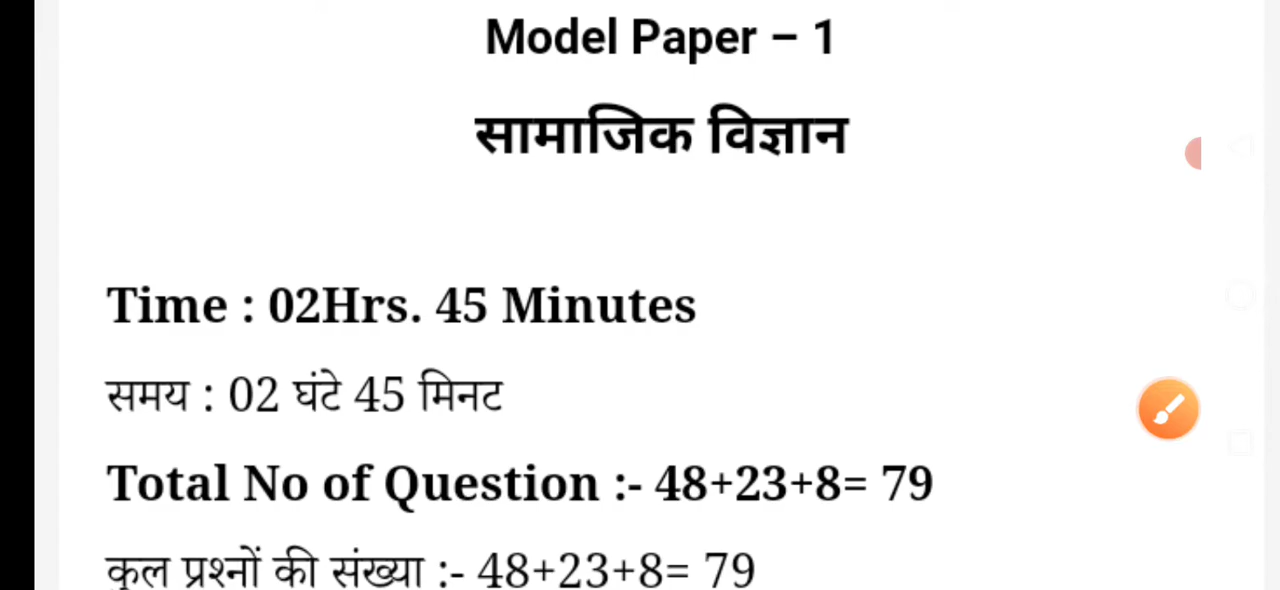 Model Paper – 1
सामाजिक विज्ञान
Time : 02Hrs. 45 Minutes
समय : 02 घंटे 45 मिनट
Total No of Question :- 48+23+8= 79
कुल प्रश्नों की संख्या :- 48+23+8= 79